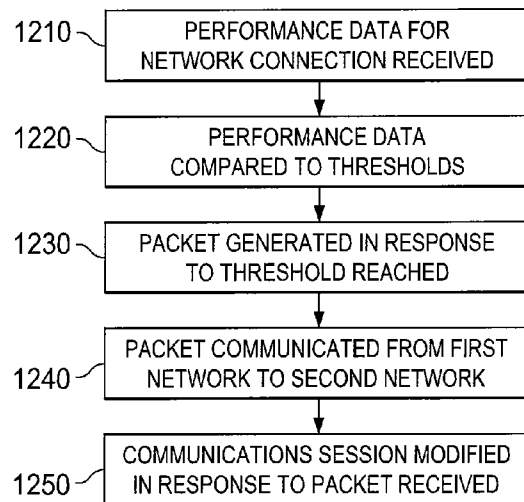 1210
PERFORMANCE DATA FOR
NETWORK CONNECTION RECEIVED
1220
PERFORMANCE DATA
COMPARED TO THRESHOLDS
1230
PACKET GENERATED IN RESPONSE
TO THRESHOLD REACHED
1240
PACKET COMMUNICATED FROM FIRST
NETWORK TO SECOND NETWORK
1250
COMMUNICATIONS SESSION MODIFIED
IN RESPONSE TO PACKET RECEIVED